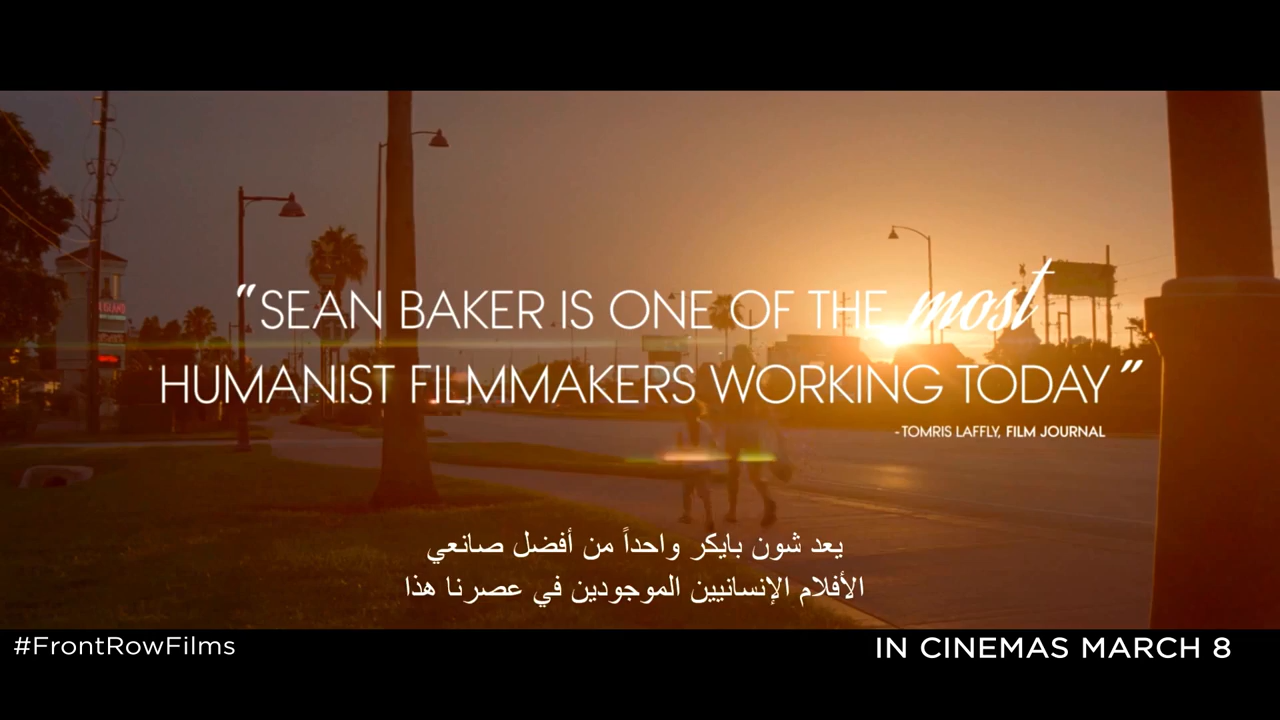 “SEAN BAKER IS ONE OF THE most
HUMANIST FILMMAKERS WORKING TODAY”
-TOMRIS LAFFLY, FILM JOURNAL
يعد شون بايكر واحداً من أفضل صانعي
الأفلام الإنسانيين الموجودين في عصرنا هذا
#FrontRowFilms
IN CINEMAS MARCH 8